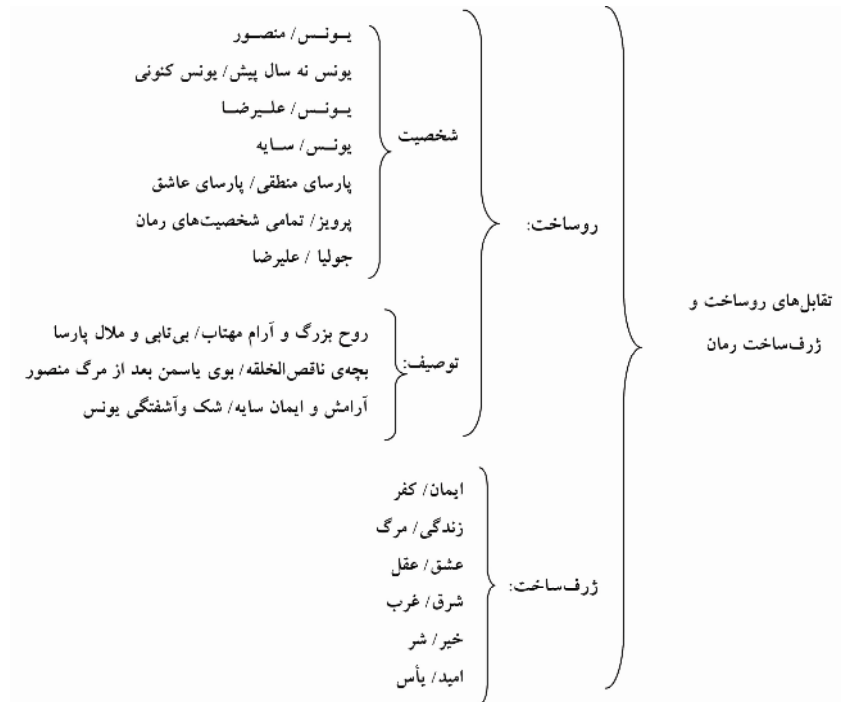 تقابل‌های روساخت و
ژرف‌ساخت رمان
روساخت:
شخصیت
یونس/ منصور
یونس نه سال پیش/ یونس کنونی
یونس/ علیرضا
یونس/ سایه
پارسای منطقی/ پارسای عاشق
پرویز/ تمامی شخصیت‌های رمان
جولیا / علیرضا
توصیف:
روح بزرگ و آرام مهتاب/ بی‌تابی و ملال پارسا
بچه‌ی ناقص‌الخلقه/ بوی یاسمن بعد از مرگ منصور
آرامش و ایمان سایه/ شک وآشفتگی یونس
ژرف‌ساخت:
ایمان/ کفر
زندگی/ مرگ
عشق/ عقل
شرق/ غرب
خیر/ شر
امید/ یأس